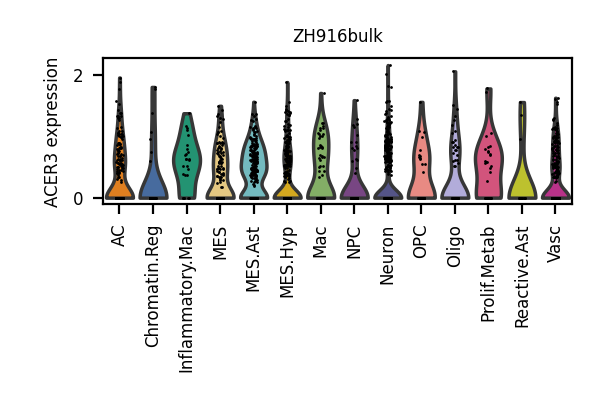 ZH916bulk
ACER3 expression
2
0
AC
Chromatin.Reg
Inflammatory.Mac
MES
MES.Ast
MES.Hyp
Mac
NPC
Neuron
OPC
Oligo
Prolif.Metab
Reactive.Ast
Vasc